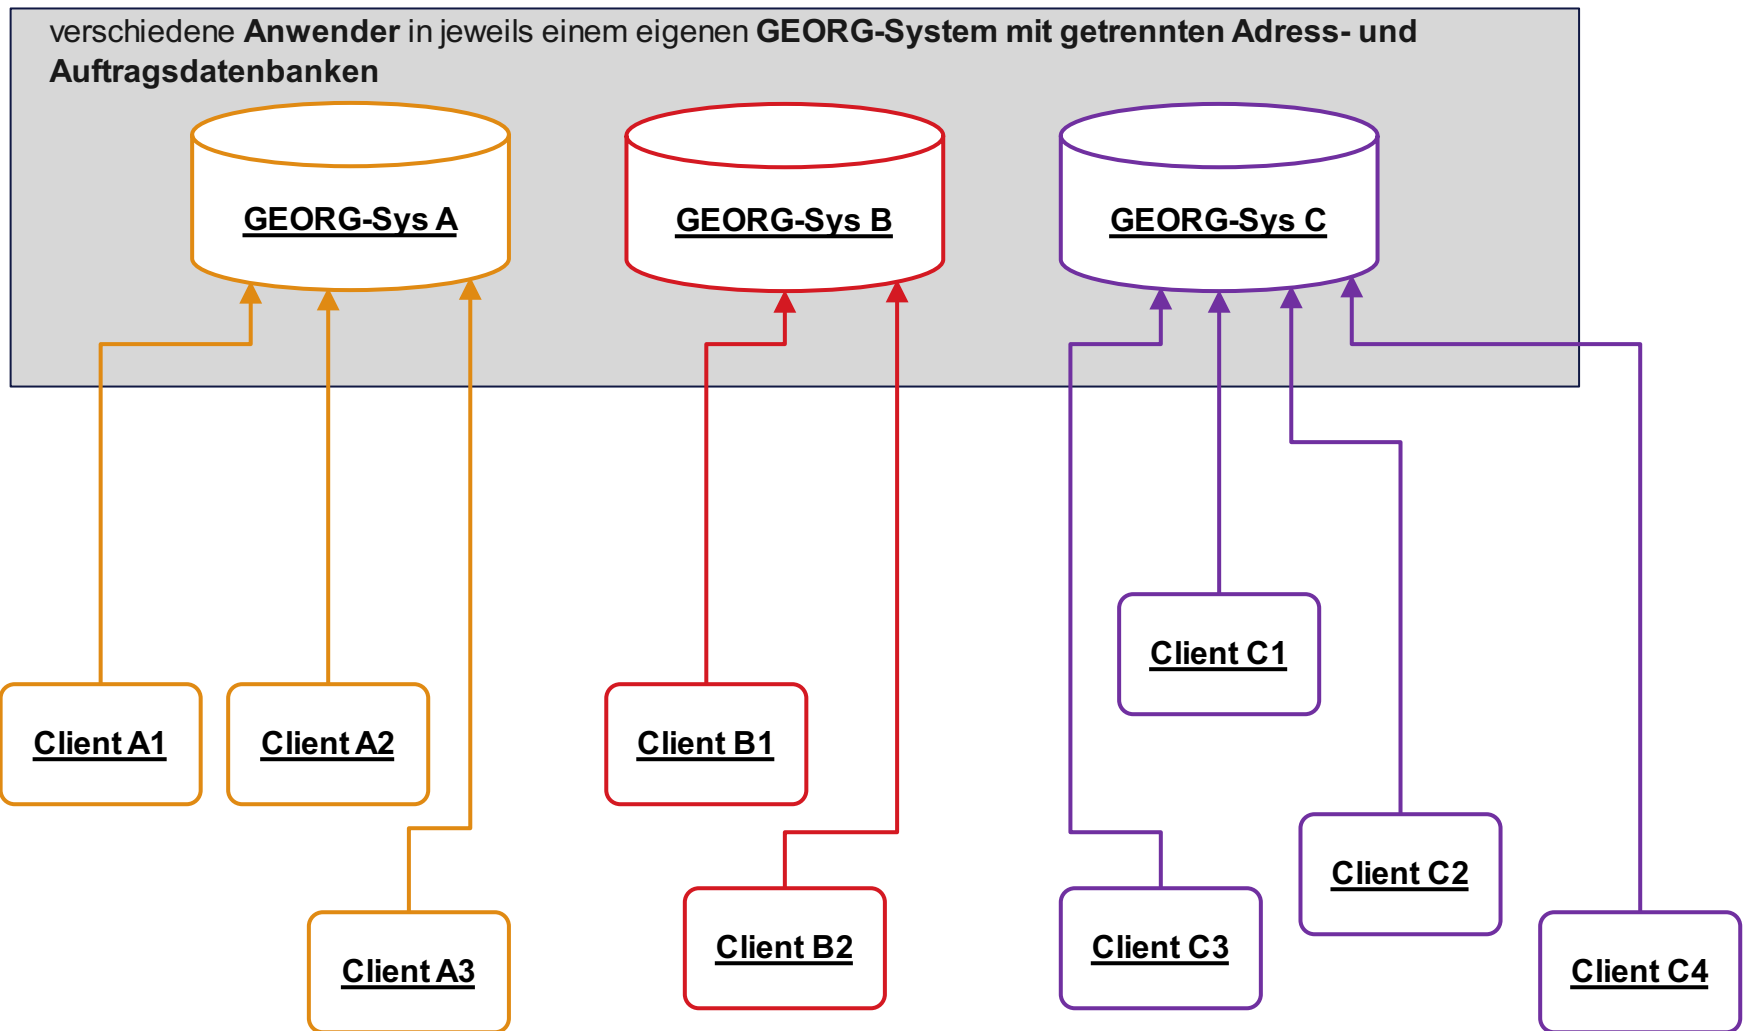 verschiedene Anwender in jeweils einem eigenen GEORG-System mit getrennten Adress- und
Auftragsdatenbanken
GEORG-Sys A
GEORG-Sys B
GEORG-Sys C
Client C1
Client A1
Client A2
Client B1
Client C2
Client B2
Client C3
Client A3
Client C4